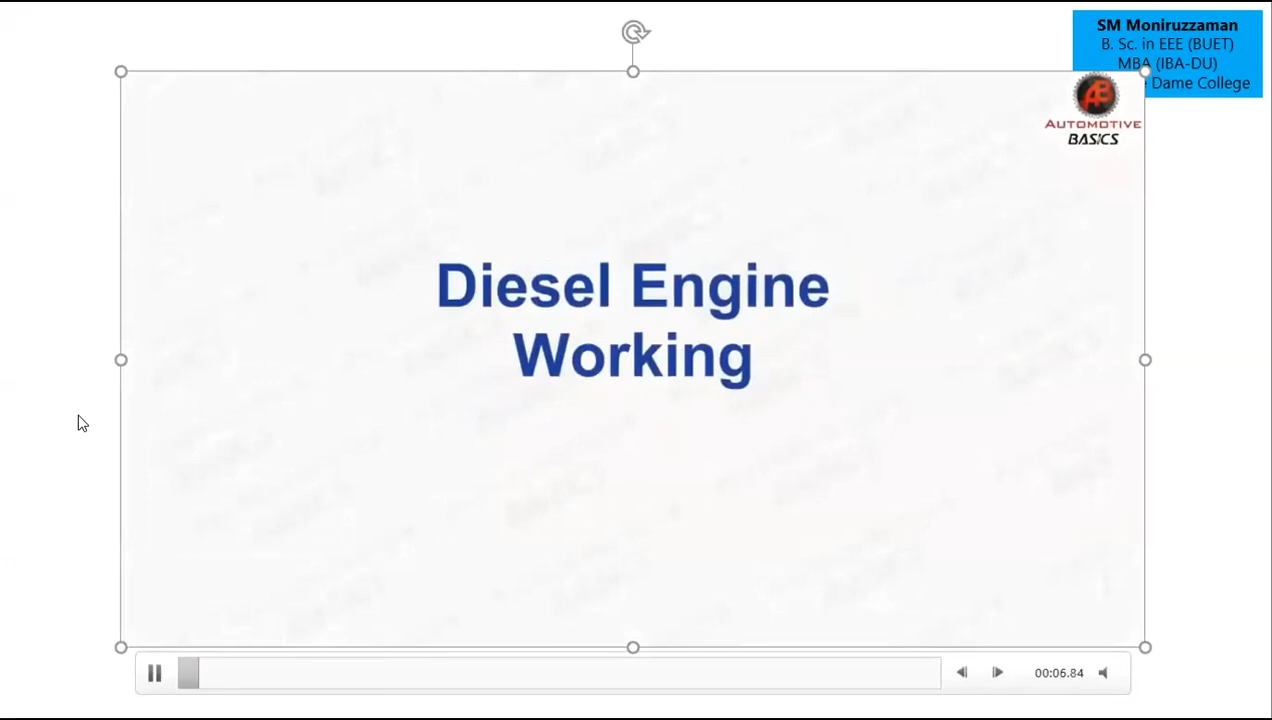 SM Moniruzzaman
B. Sc. in EEE (BUET)
MBA (IBA-DU)
Dame College
AB
AUTOMOTIVE
BASICS
Diesel Engine
Working
00:06.84